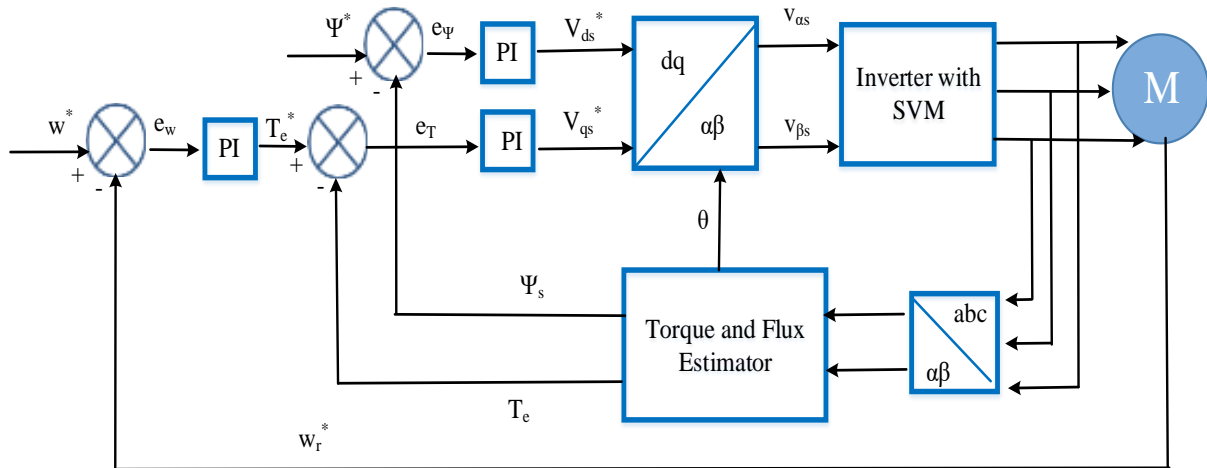 Ψ*
+
-
eΨ
PI
Vds*
dq
αβ
vαs
vβs
Inverter with
SVM
M
w*
+
-
ew
PI
Te*
+
-
eT
PI
Vqs*
θ
Ψs
Torque and Flux
Estimator
abc
αβ
Te
wr*